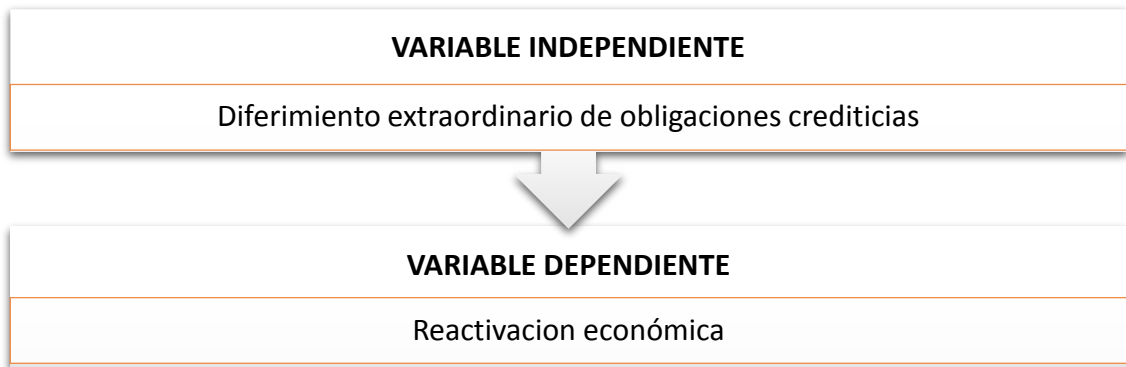 VARIABLE INDEPENDIENTE
Diferimiento extraordinario de obligaciones crediticias
VARIABLE DEPENDIENTE
Reactivacion económica